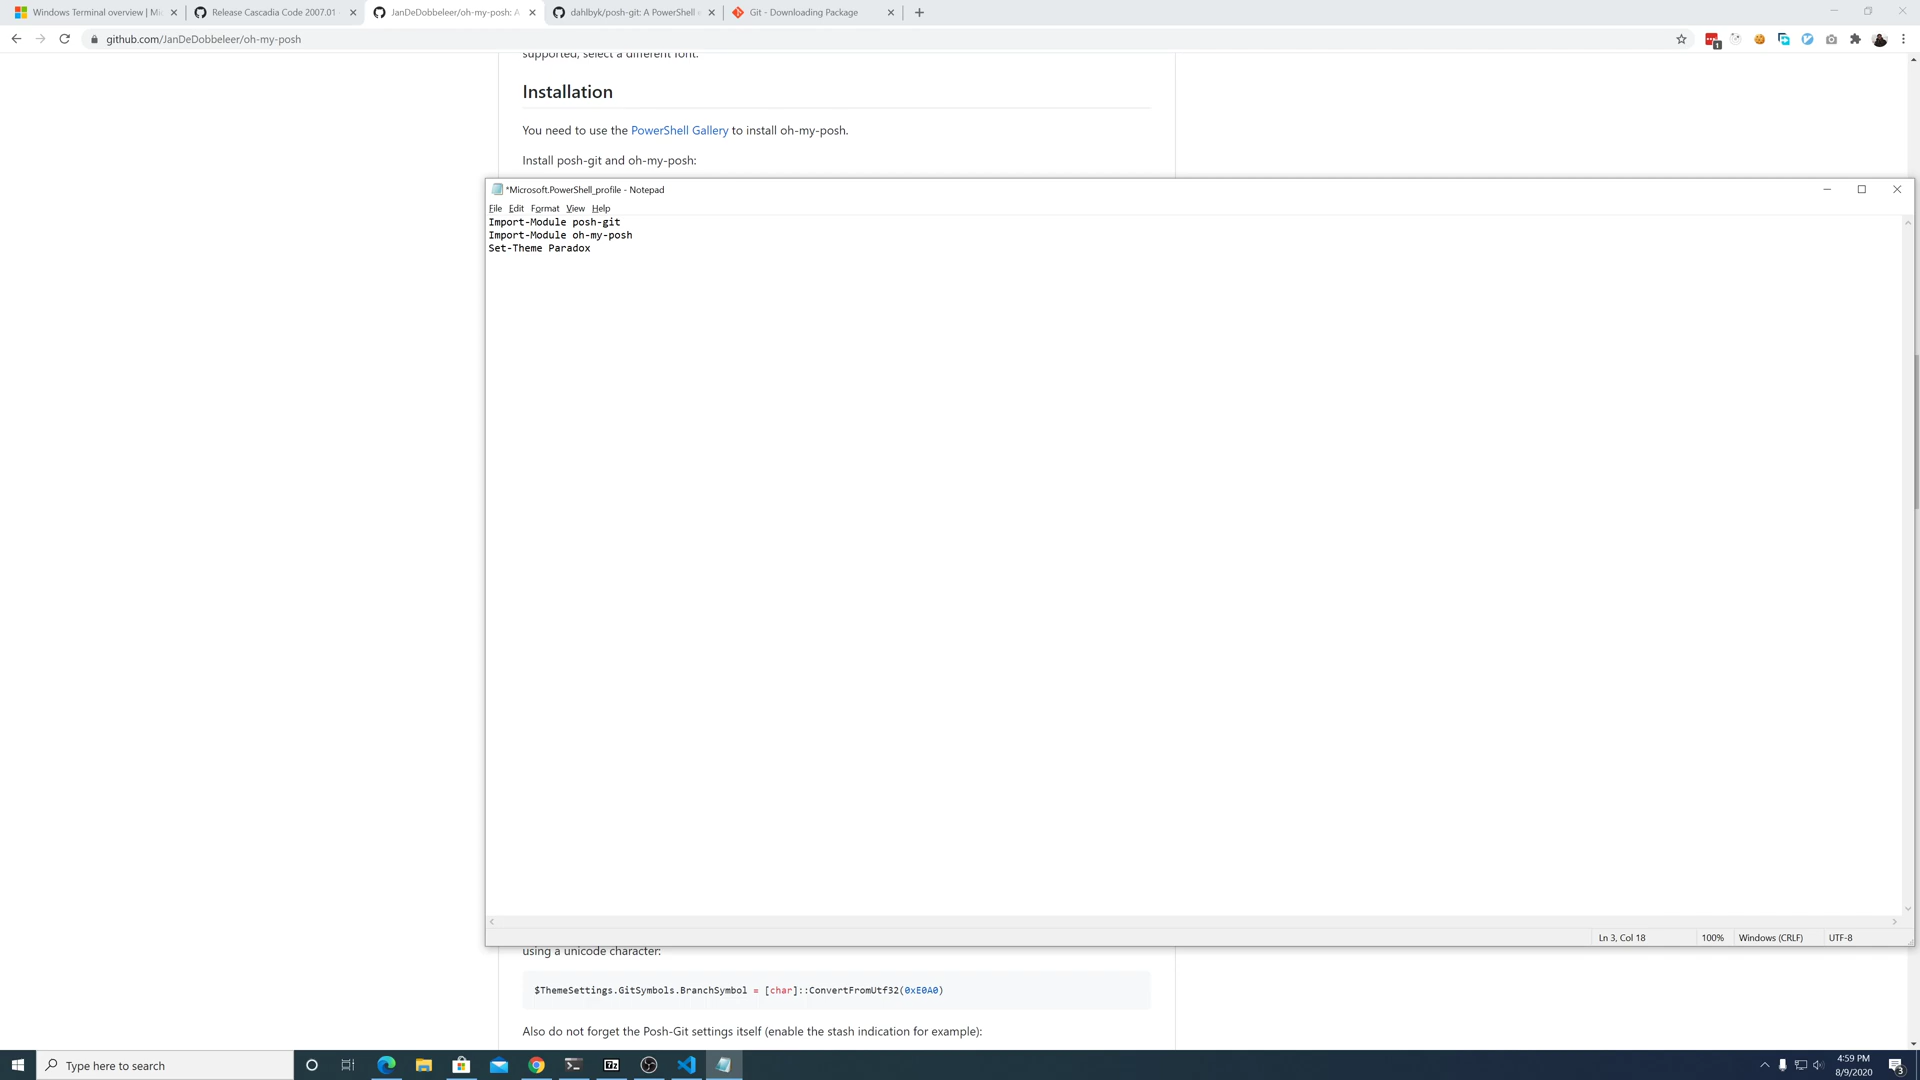 Windows Terminal overview | Mi
Release Cascadia Code 2007.01
JanDeDobbeleer/oh-my-posh: A
dahlbyk/posh-git: A PowerShell
Git - Downloading Package
github.com/JanDeDobbeleer/oh-my-posh
1
supported, select a different font.
Installation
You need to use the PowerShell Gallery to install oh-my-posh.
Install posh-git and oh-my-posh:
*Microsoft.PowerShell_profile - Notepad
File Edit Format View Help
Import-Module posh-git
Import-Module oh-my-posh
Set-Theme Paradox
Ln 3, Col 18
100%
Windows (CRLF)
UTF-8
using a unicode character:
$ThemeSettings.GitSymbols.BranchSymbol = [char]::ConvertFromUtf32(0xE0A0)
Also do not forget the Posh-Git settings itself (enable the stash indication for example):
Type here to search
4:59 PM
8/9/2020
3